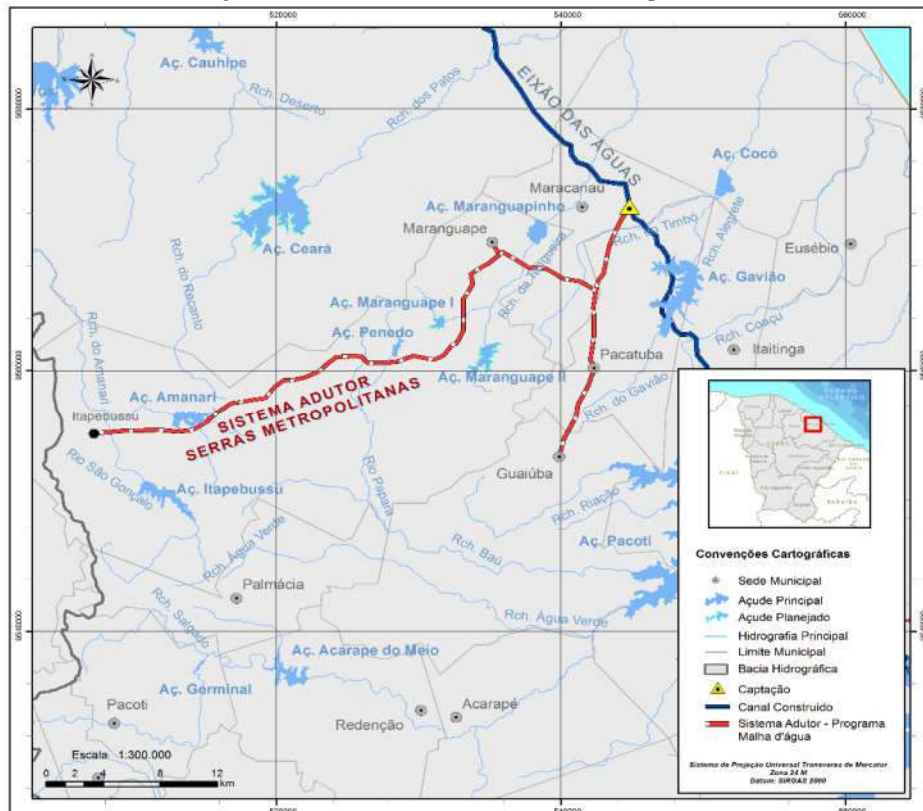 520000
540000
560000
Aç. Cauhipe
Rch. Deserto
Rch. dos Patos
EIXÃO DAS ÁGUAS
Aç. Cocó
Maracanau
Aç. Maranguapinho
Maranguape
Rch. do Timbó
Rch. Alegrete
Eusébio
Aç. Ceará
Aç. Gavião
Rch. do Recanto
Aç. Maranguape I
Rch. Coaçu
Aç. Penedo
Itaitinga
Rch. do Amanari
Pacatuba
Aç. Maranguape II
Aç. Amanari
SISTEMA ADUTOR
SERRAS METROPOLITANAS
Rch. do Gavião
Itapebussú
Guaiúba
Rio São Gonçalo
Aç. Itapebussu
Rio Papara
Rch. Riação
Rch. Água Verde
Aç. Pacoti
Rch. Baú
Palmácia
Rch. Salgado
Rch. Água Verde
Aç. Acarape do Meio
Aç. Germinal
Pacoti
Redenção
Acarapé
Escala 1:300.000
0 2 4 8 12
km
Convenções Cartográficas
Sede Municipal
Açude Principal
Açude Planejado
Hidrografia Principal
Limite Municipal
Bacia Hidrográfica
Captação
Canal Construido
Sistema Adutor - Programa
Malha d'água
Sistema de Projeção Universal Transversa de Mercator
Zona 24 M
Datum: SIRGAS 2000